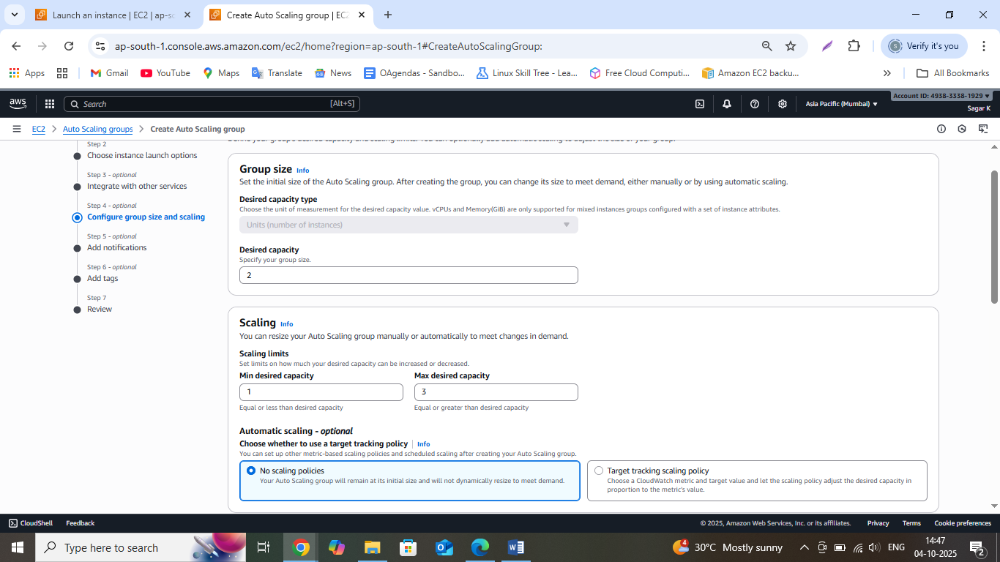 Launch an instance | EC2 | ap-so
Create Auto Scaling group | EC2
ap-south-1.console.aws.amazon.com/ec2/home?region=ap-south-1#CreateAutoScalingGroup:
S
Verify it's you
Apps
Gmail
YouTube
Maps
Translate
News
OAgendas - Sandbo...
Linux Skill Tree - Lea...
Free Cloud Computi...
Amazon EC2 backu...
All Bookmarks
aws
Search
[Alt+S]
Asia Pacific (Mumbai)
Account ID: 4938-3338-1929
Sagar K
EC2
Auto Scaling groups
Create Auto Scaling group
Step 2
Choose instance launch options
Step 3 - optional
Integrate with other services
Step 4 - optional
Configure group size and scaling
Step 5 - optional
Add notifications
Step 6 - optional
Add tags
Step 7
Review
Group size Info
Set the initial size of the Auto Scaling group. After creating the group, you can change its size to meet demand, either manually or by using automatic scaling.
Desired capacity type
Choose the unit of measurement for the desired capacity value. vCPUs and Memory(GiB) are only supported for mixed instances groups configured with a set of instance attributes.
Units (number of instances)
Desired capacity
Specify your group size.
2
Scaling Info
You can resize your Auto Scaling group manually or automatically to meet changes in demand.
Scaling limits
Set limits on how much your desired capacity can be increased or decreased.
Min desired capacity
Max desired capacity
1
3
Equal or less than desired capacity
Equal or greater than desired capacity
Automatic scaling - optional
Choose whether to use a target tracking policy Info
You can set up other metric-based scaling policies and scheduled scaling after creating your Auto Scaling group.
No scaling policies
Your Auto Scaling group will remain at its initial size and will not dynamically resize to meet demand.
Target tracking scaling policy
Choose a CloudWatch metric and target value and let the scaling policy adjust the desired capacity in
proportion to the metric's value.
CloudShell
Feedback
© 2025, Amazon Web Services, Inc. or its affiliates.
Privacy
Terms
Cookie preferences
Type here to search
4
30°C Mostly sunny
ENG
14:47
04-10-2025
2